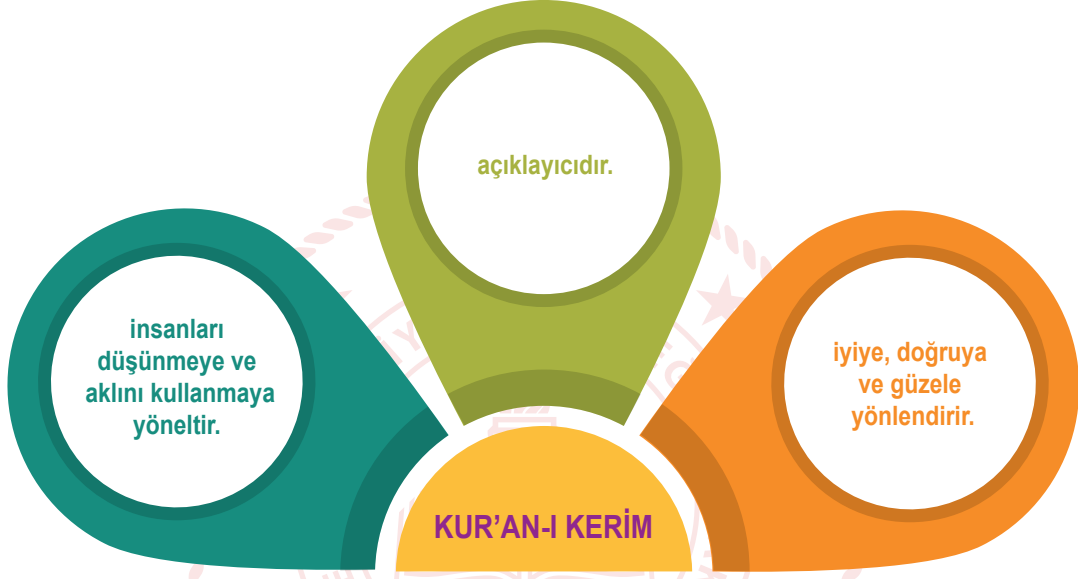 açıklayıcıdır.
insanları
düşünmeye ve
aklını kullanmaya
yöneltir.
iyiye, doğruya
ve güzele
yönlendirir.
KUR’AN-I KERİM